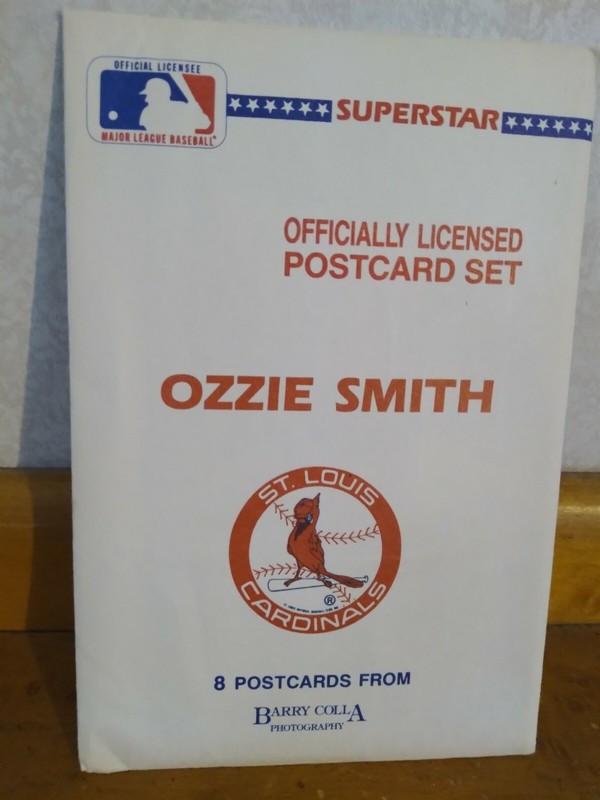 OFFICIAL LICENSEE
MAJOR LEAGUE BASEBALL
SUPERSTAR
OFFICIALLY LICENSED
POSTCARD SET
OZZIE SMITH
ST. LOUIS
CARDINALS
®
8 POSTCARDS FROM
BARRY COLLA
PHOTOGRAPHY